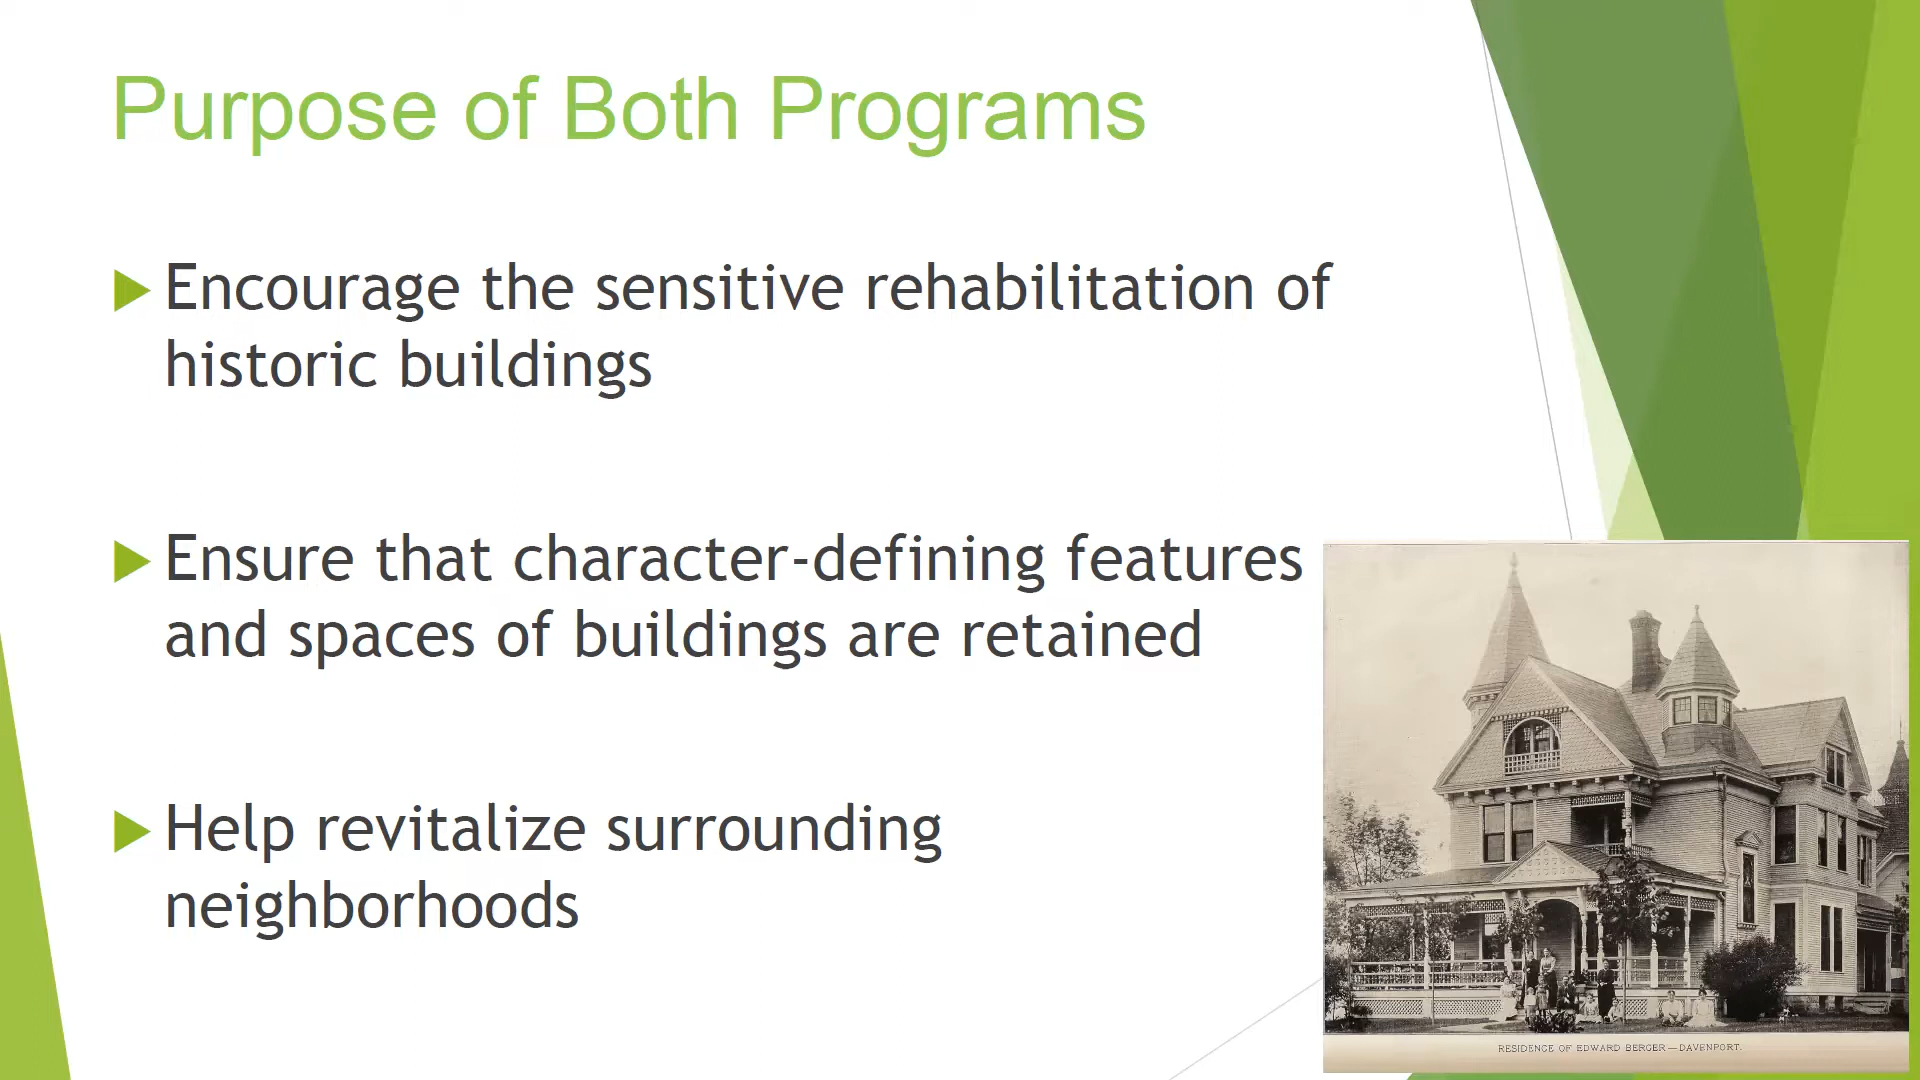 Purpose of Both Programs
Encourage the sensitive rehabilitation of
historic buildings
Ensure that character-defining features
and spaces of buildings are retained
Help revitalize surrounding
neighborhoods
RESIDENCE OF EDWARD BERGER—DAVENPORT.